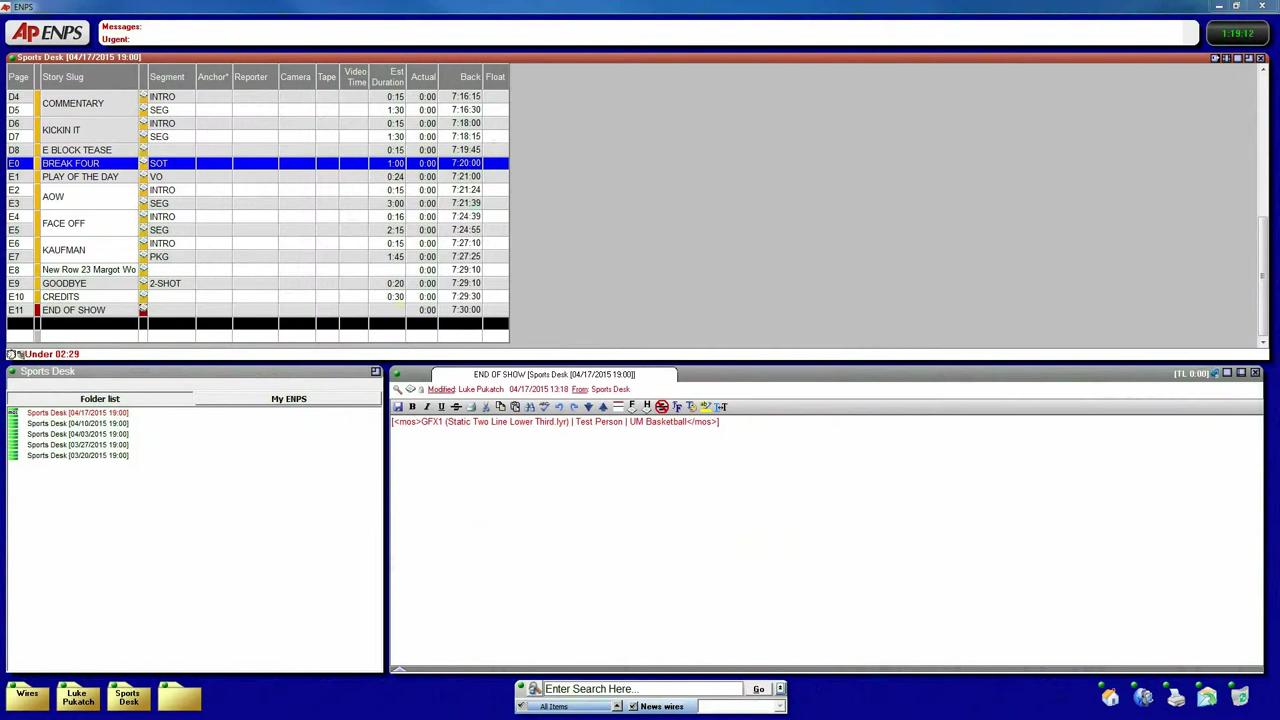 ENPS
AP ENPS
Messages:
Urgent:
1:19:12
Sports Desk [04/17/2015 19:00]
Page Story Slug Segment Anchor* Reporter Camera Tape Video Time Est Duration Actual Back Float
D4 COMMENTARY INTRO 0:15 0:00 7:16:15
D5 SEG 1:30 0:00 7:16:30
D6 KICKIN IT INTRO 0:15 0:00 7:18:00
D7 SEG 1:30 0:00 7:18:15
D8 E BLOCK TEASE 0:15 0:00 7:19:45
E0 BREAK FOUR SOT 1:00 0:00 7:20:00
E1 PLAY OF THE DAY VO 0:24 0:00 7:21:00
E2 AOW INTRO 0:15 0:00 7:21:24
E3 SEG 3:00 0:00 7:21:39
E4 FACE OFF INTRO 0:16 0:00 7:24:39
E5 SEG 2:15 0:00 7:24:55
E6 KAUFMAN INTRO 0:15 0:00 7:27:10
E7 PKG 1:45 0:00 7:27:25
E8 New Row 23 Margot Wo 0:00 7:29:10
E9 GOODBYE 2-SHOT 0:20 0:00 7:29:10
E10 CREDITS 0:30 0:00 7:29:30
E11 END OF SHOW 0:00 7:30:00
Under 02:29
Sports Desk
Folder list My ENPS
Sports Desk [04/17/2015 19:00]
Sports Desk [04/10/2015 19:00]
Sports Desk [04/03/2015 19:00]
Sports Desk [03/27/2015 19:00]
Sports Desk [03/20/2015 19:00]
END OF SHOW [Sports Desk [04/17/2015 19:00]]
[TL 0:00]
Modified: Luke Pukatch 04/17/2015 13:18 From: Sports Desk
B I U
[<mos>GFX1 (Static Two Line Lower Third.lyr) | Test Person | UM Basketball</mos>]
Wires
Luke Pukatch
Sports Desk
Enter Search Here...
Go
All Items
News wires